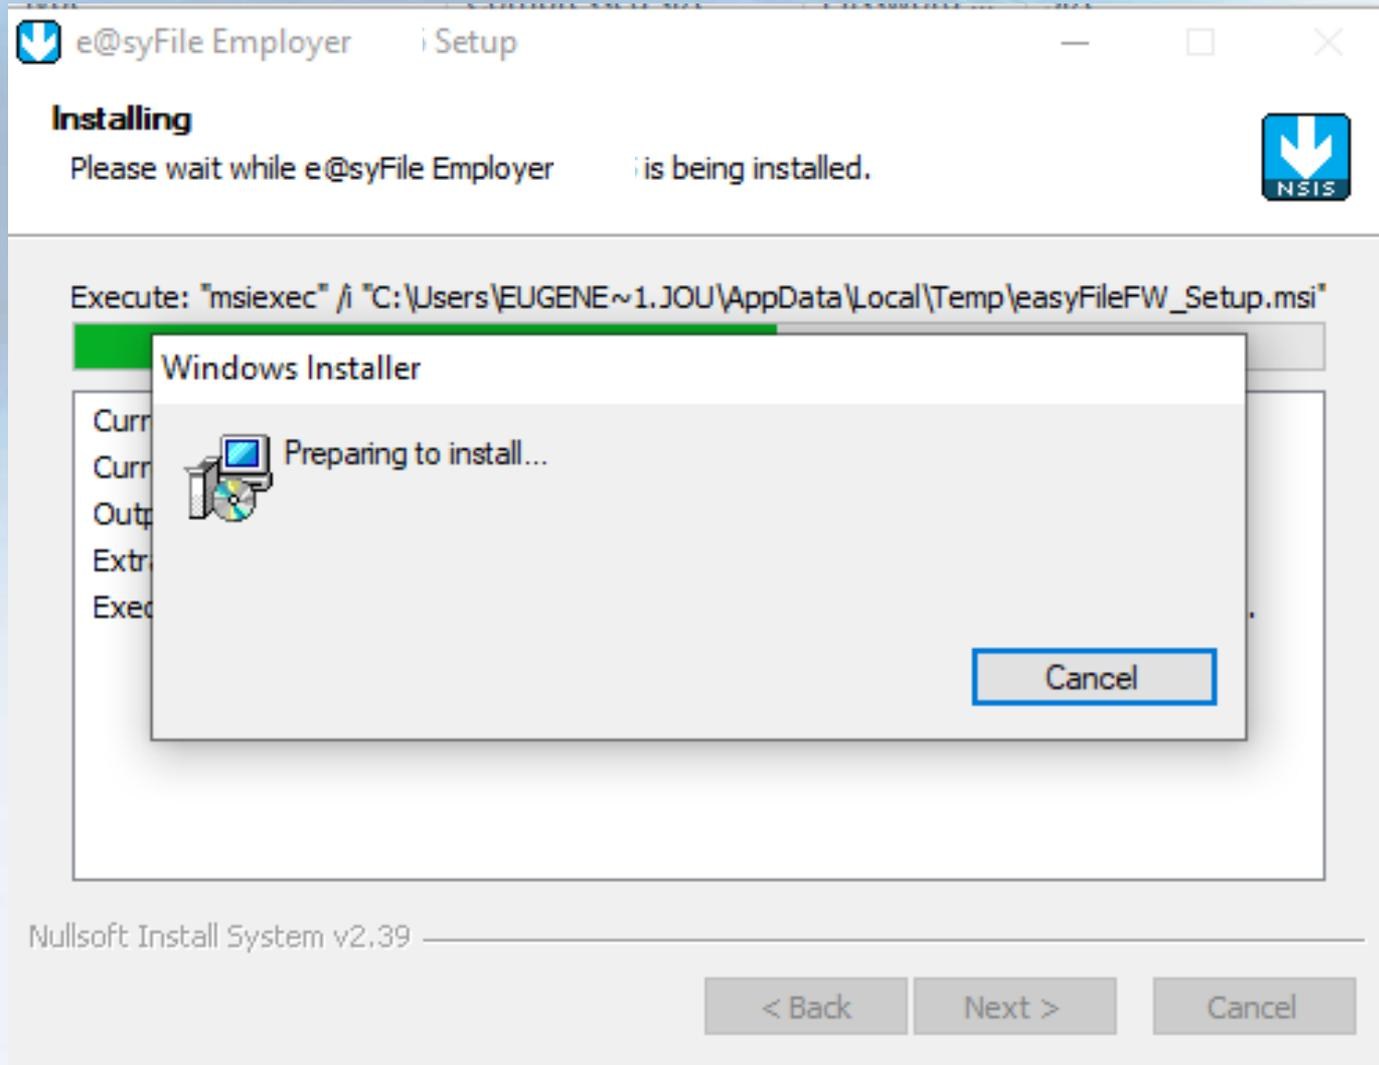 e@syFile Employer Setup
Installing
Please wait while e@syFile Employer is being installed.
NSIS
Execute: "msiexec" /i "C:\Users\EUGENE~1.JOU\AppData\Local\Temp\easyFileFW_Setup.msi"
Windows Installer
Preparing to install...
Cancel
Nullsoft Install System v2.39
< Back
Next >
Cancel